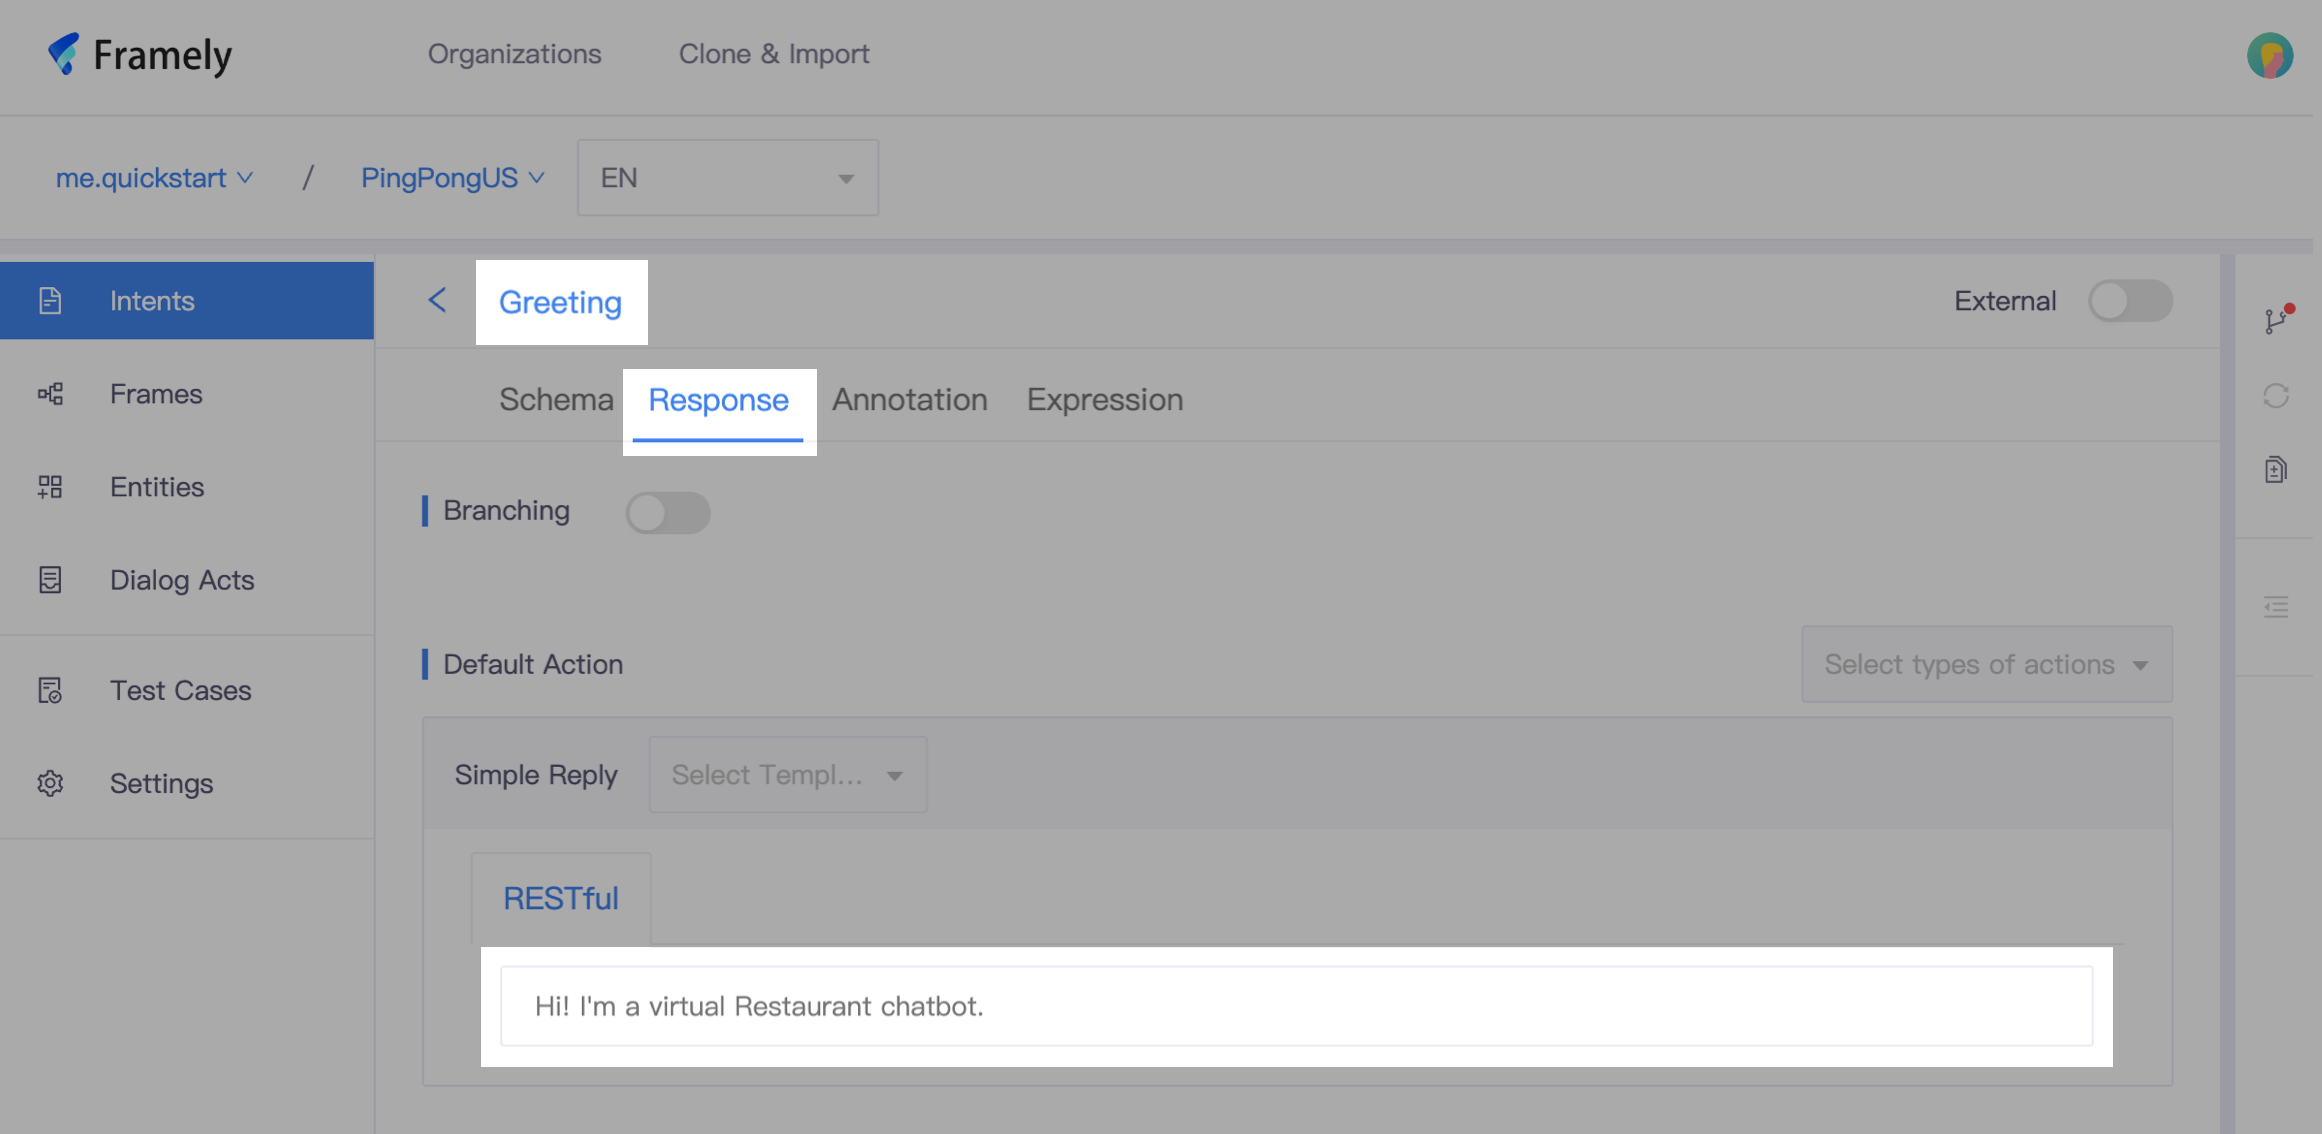 Framely
Organizations
Clone & Import
me.quickstart
/
PingPongUS
EN
Intents
Frames
Entities
Dialog Acts
Test Cases
Settings
Greeting
External
Schema
Response
Annotation
Expression
Branching
Default Action
Select types of actions
Simple Reply
Select Templ...
RESTful
Hi! I'm a virtual Restaurant chatbot.